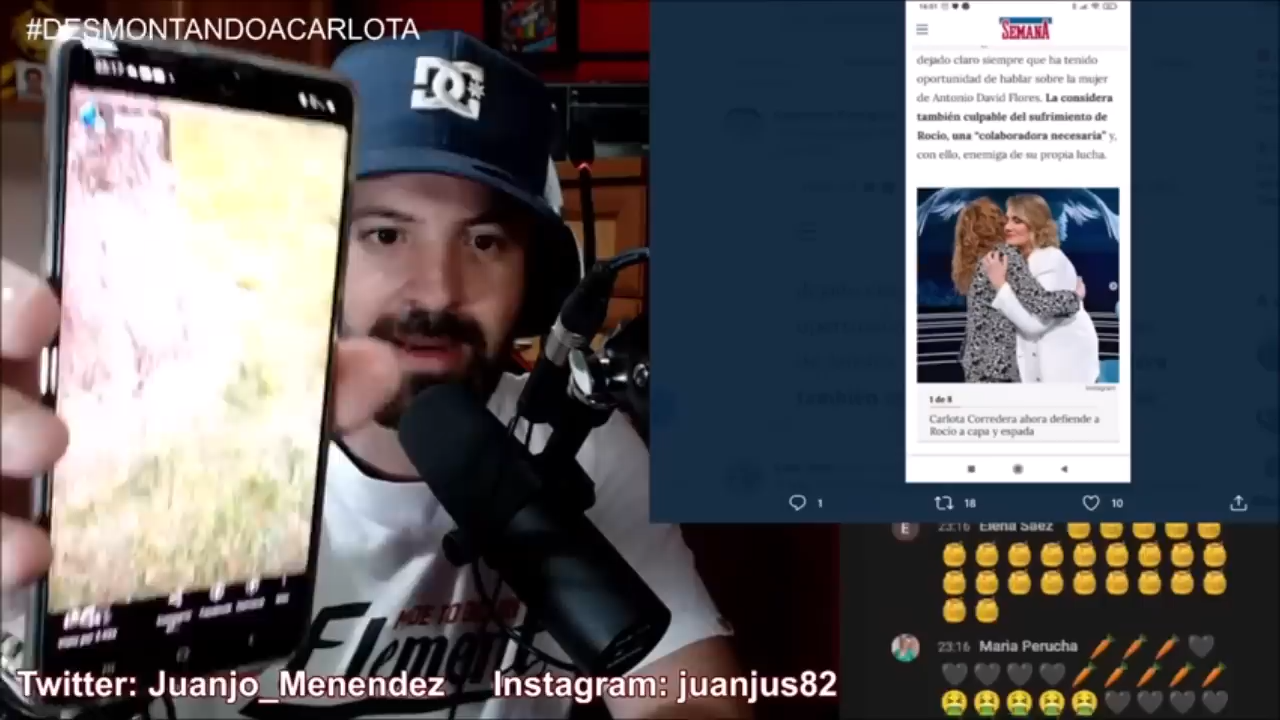 #DESMONTANDOACARLOTA
SEMANA
dejado claro siempre que ha tenido
oportunidad de hablar sobre la mujer
de Antonio David Flores. La considera
también culpable del sufrimiento de
Rocío, una “colaboradora necesaria” y,
con ello, enemiga de su propia lucha.
Instagram
1 de 8
Carlota Corredera ahora defiende a
Rocío a capa y espada
1
18
10
23:16 Elena Saez
23:16 Maria Perucha
DC
Element
Twitter: Juanjo_Menendez
Instagram: juanjus82